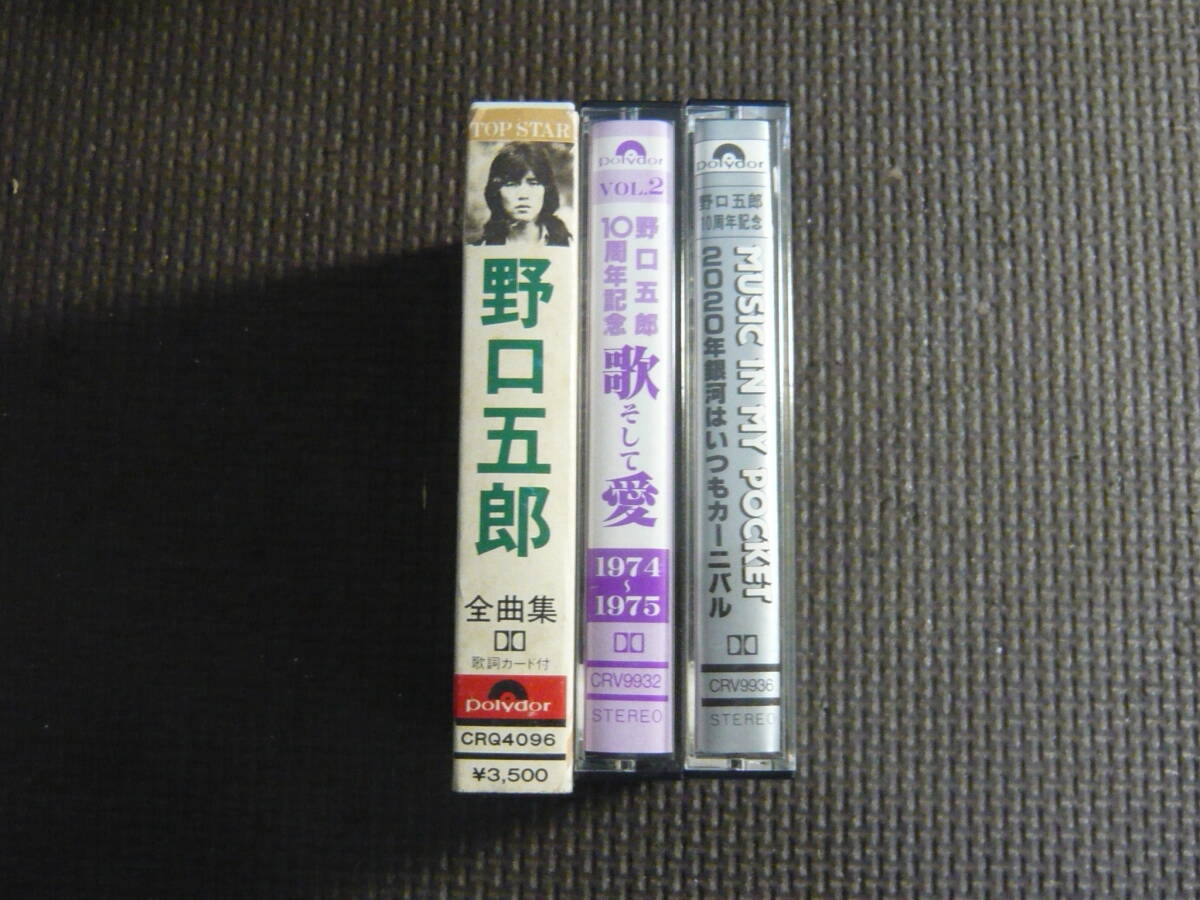 TOP STAR
野口五郎
全曲集
歌詞カード付
polydor
CRQ4096
¥3,500
polydor
VOL.2
野口五郎
10周年記念
歌そして愛
1974
〜
1975
CRV9932
STEREO
polydor
野口五郎
10周年記念
MUSIC IN MY POCKET
2020年銀河はいつもカーニバル
CRV9936
STEREO